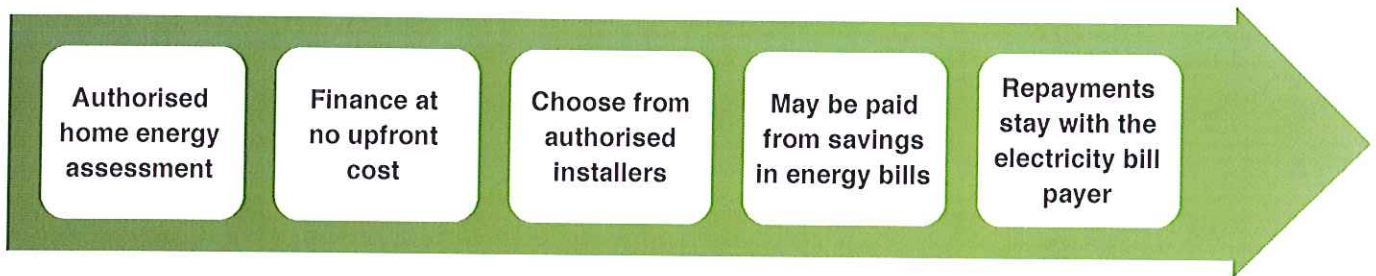 Authorised
home energy
assessment
Finance at
no upfront
cost
Choose from
authorised
installers
May be paid
from savings
in energy bills
Repayments
stay with the
electricity bill
payer